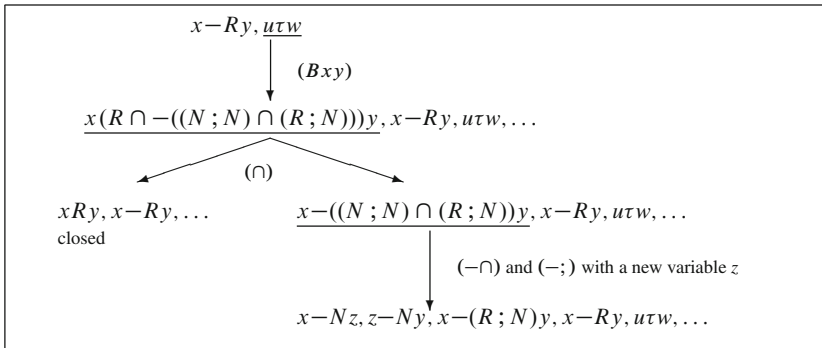 x−Ry, uτw
(Bxy)
x(R ∩ −((N ; N) ∩ (R ; N)))y, x−Ry, uτw, ...
(∩)
xRy, x−Ry, ...
closed
x−((N ; N) ∩ (R ; N))y, x−Ry, uτw, ...
(−∩) and (−;) with a new variable z
x−Nz, z−Ny, x−(R ; N)y, x−Ry, uτw, ...